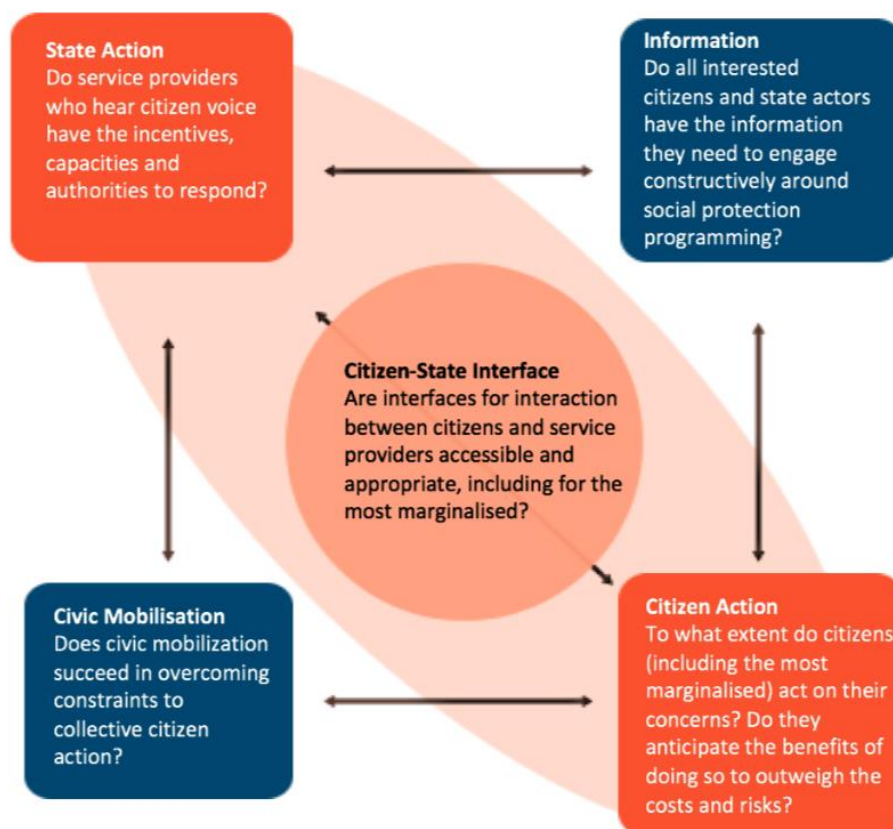 State Action
Do service providers
who hear citizen voice
have the incentives,
capacities and
authorities to respond?
Information
Do all interested
citizens and state actors
have the information
they need to engage
constructively around
social protection
programming?
Citizen-State Interface
Are interfaces for interaction
between citizens and service
providers accessible and
appropriate, including for the
most marginalised?
Civic Mobilisation
Does civic mobilization
succeed in overcoming
constraints to
collective citizen
action?
Citizen Action
To what extent do citizens
(including the most
marginalised) act on their
concerns? Do they
anticipate the benefits of
doing so to outweigh the
costs and risks?